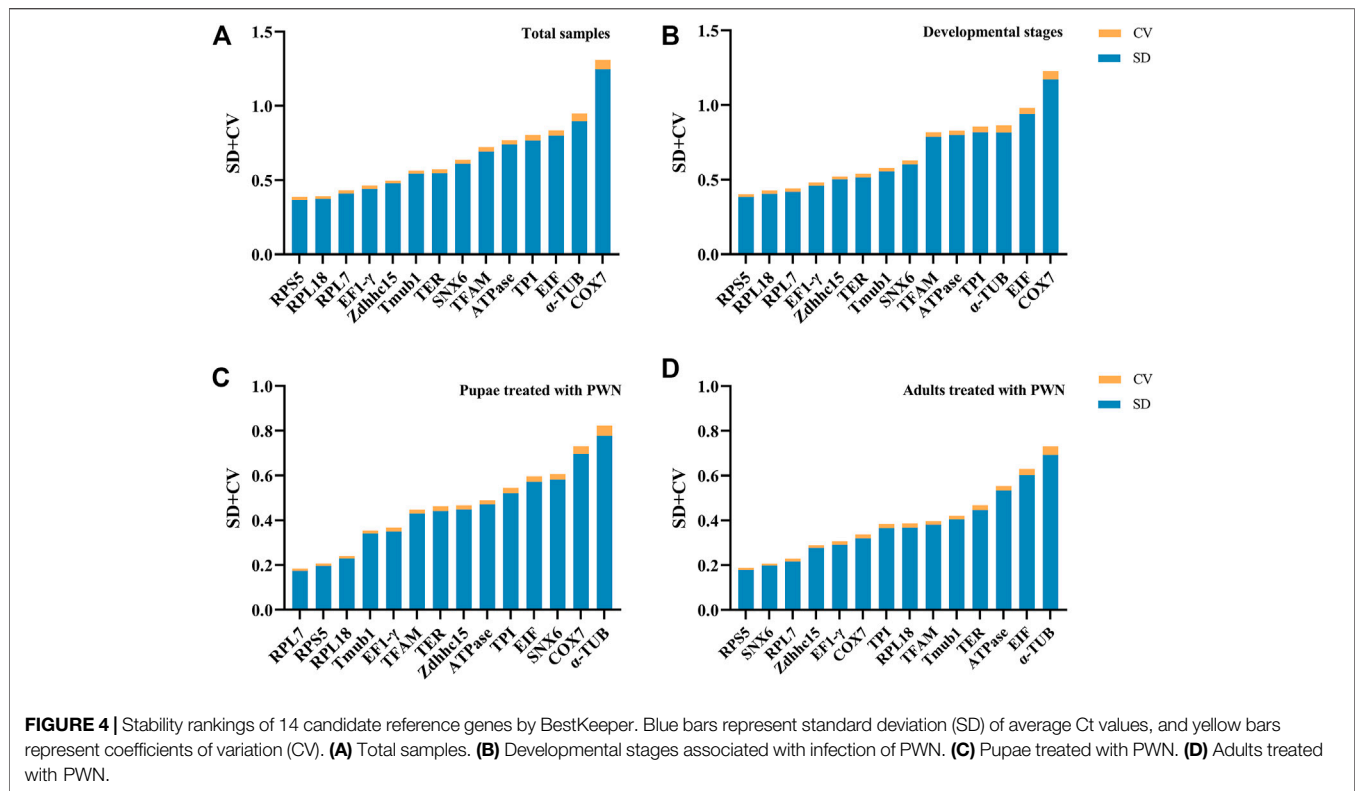 A
Total samples
1.5
1.0
0.5
0.0
SD+CV
RPS5
RPL18
RPL7
EF1-γ
Zdhhc15
Tmub1
TER
SNX6
TFAM
ATPase
TPI
EIF
α-TUB
COX7
B
Developmental stages
CV
SD
1.5
1.0
0.5
0.0
SD+CV
RPS5
RPL18
RPL7
EF1-γ
Zdhhc15
TER
Tmub1
SNX6
TFAM
ATPase
TPI
α-TUB
EIF
COX7
C
Pupae treated with PWN
1.0
0.8
0.6
0.4
0.2
0.0
SD+CV
RPL7
RPS5
RPL18
Tmub1
EF1-γ
TFAM
TER
Zdhhc15
ATPase
TPI
EIF
SNX6
COX7
α-TUB
D
Adults treated with PWN
CV
SD
1.0
0.8
0.6
0.4
0.2
0.0
SD+CV
RPS5
SNX6
RPL7
Zdhhc15
EF1-γ
COX7
TPI
RPL18
TFAM
Tmub1
TER
ATPase
EIF
α-TUB
FIGURE 4 | Stability rankings of 14 candidate reference genes by BestKeeper. Blue bars represent standard deviation (SD) of average Ct values, and yellow bars
represent coefficients of variation (CV). (A) Total samples. (B) Developmental stages associated with infection of PWN. (C) Pupae treated with PWN. (D) Adults treated
with PWN.